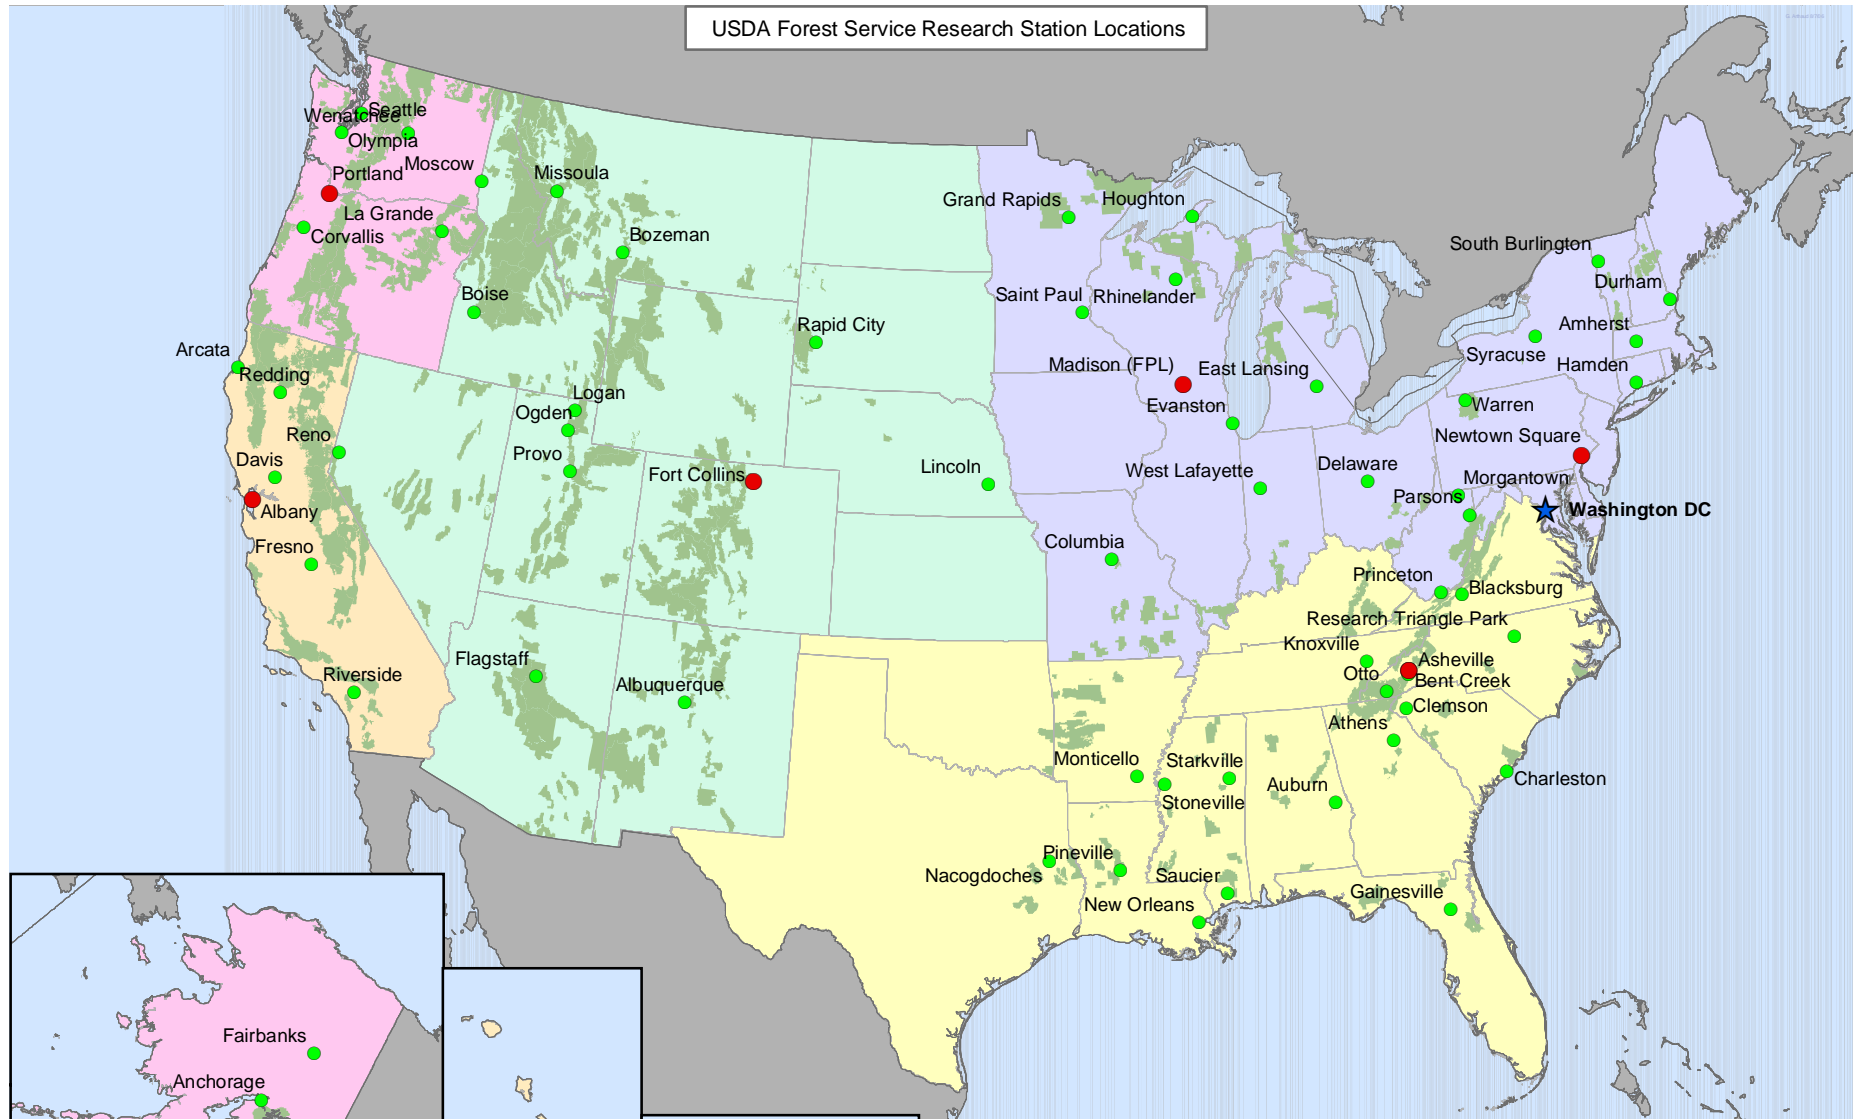 USDA Forest Service Research Station Locations
Seattle
Wenatchee
Olympia
Moscow
Portland
Missoula
La Grande
Corvallis
Bozeman
Boise
Grand Rapids
Houghton
South Burlington
Durham
Saint Paul
Rhinelander
Rapid City
Amherst
Syracuse
Arcata
Redding
Madison (FPL)
East Lansing
Hamden
Logan
Ogden
Evanston
Warren
Reno
Newtown Square
Davis
Provo
Fort Collins
Lincoln
West Lafayette
Delaware
Morgantown
Parsons
Albany
Washington DC
Fresno
Columbia
Princeton
Blacksburg
Research Triangle Park
Knoxville
Flagstaff
Asheville
Riverside
Otto
Bent Creek
Albuquerque
Clemson
Athens
Monticello
Starkville
Charleston
Auburn
Stoneville
Pineville
Nacogdoches
Saucier
Gainesville
New Orleans
Fairbanks
Anchorage